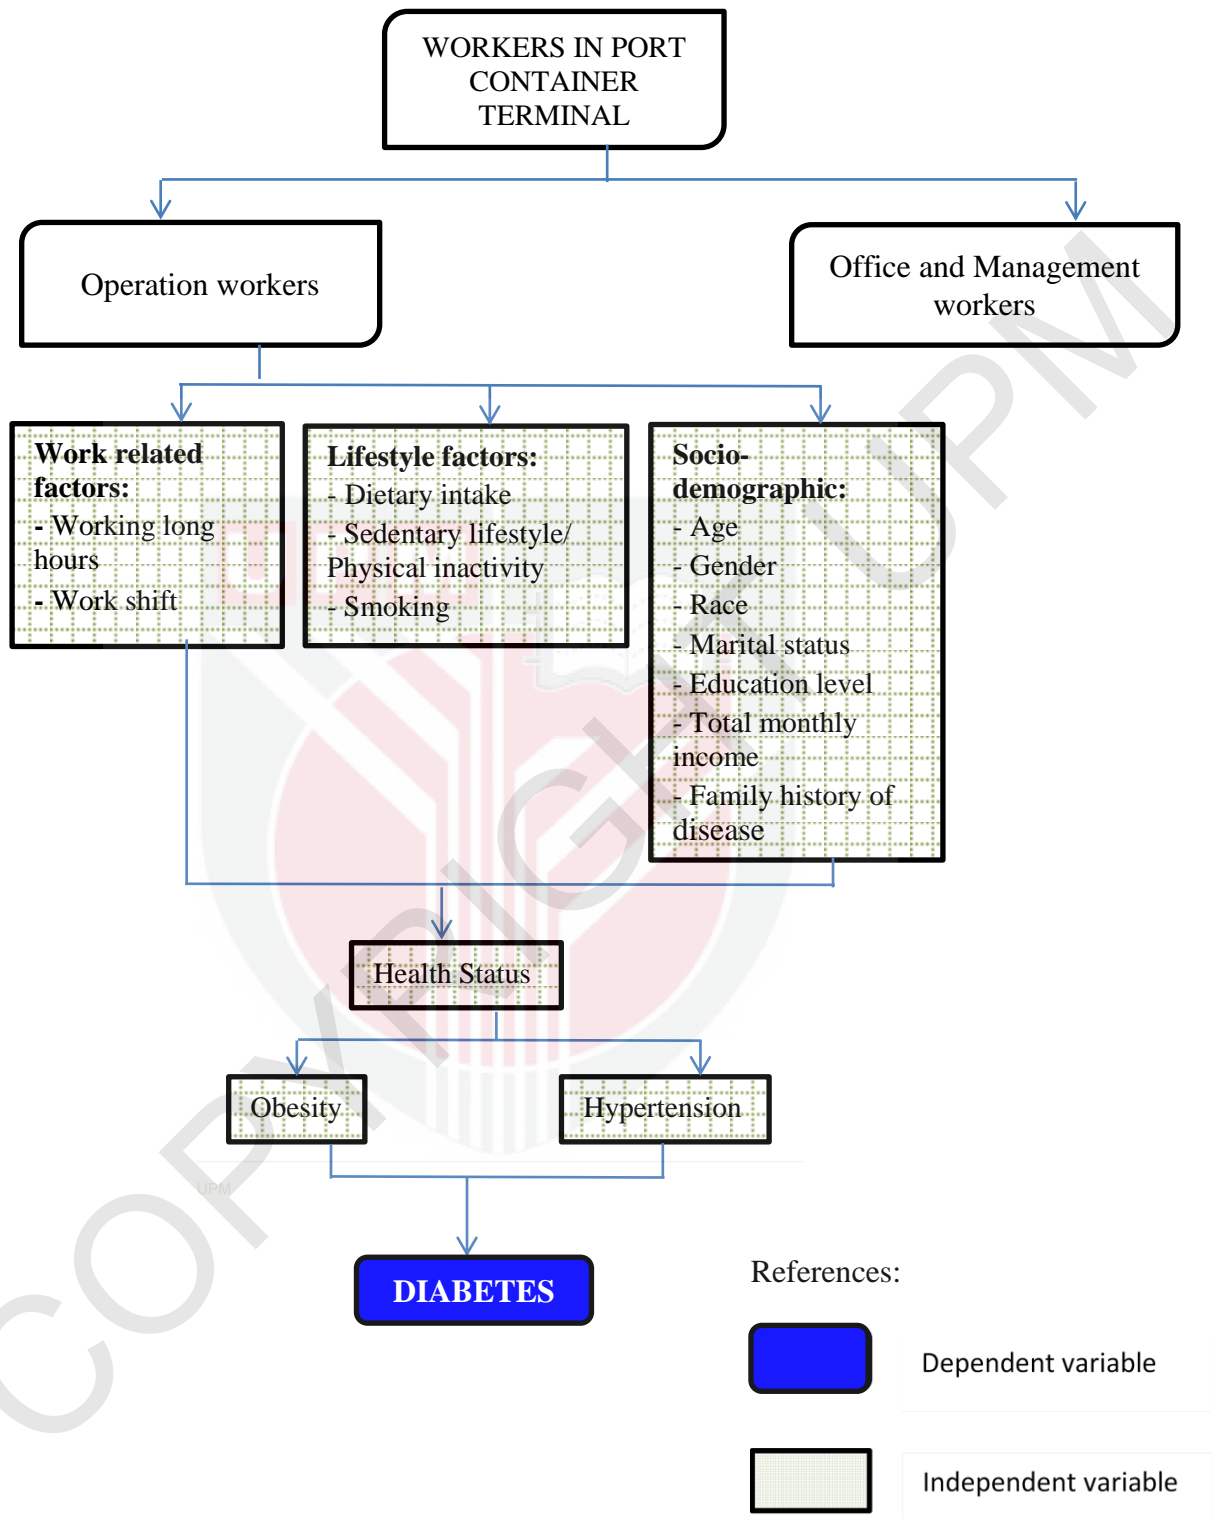 WORKERS IN PORT
CONTAINER
TERMINAL
Operation workers
Office and Management
workers
Work related
factors:
- Working long
hours
- Work shift
Lifestyle factors:
- Dietary intake
- Sedentary lifestyle/
Physical inactivity
- Smoking
Socio-
demographic:
- Age
- Gender
- Race
- Marital status
- Education level
- Total monthly
income
- Family history of
disease
Health Status
Obesity
Hypertension
UPM
DIABETES
References:
Dependent variable
Independent variable
COPYRIGHT UPM
UPM